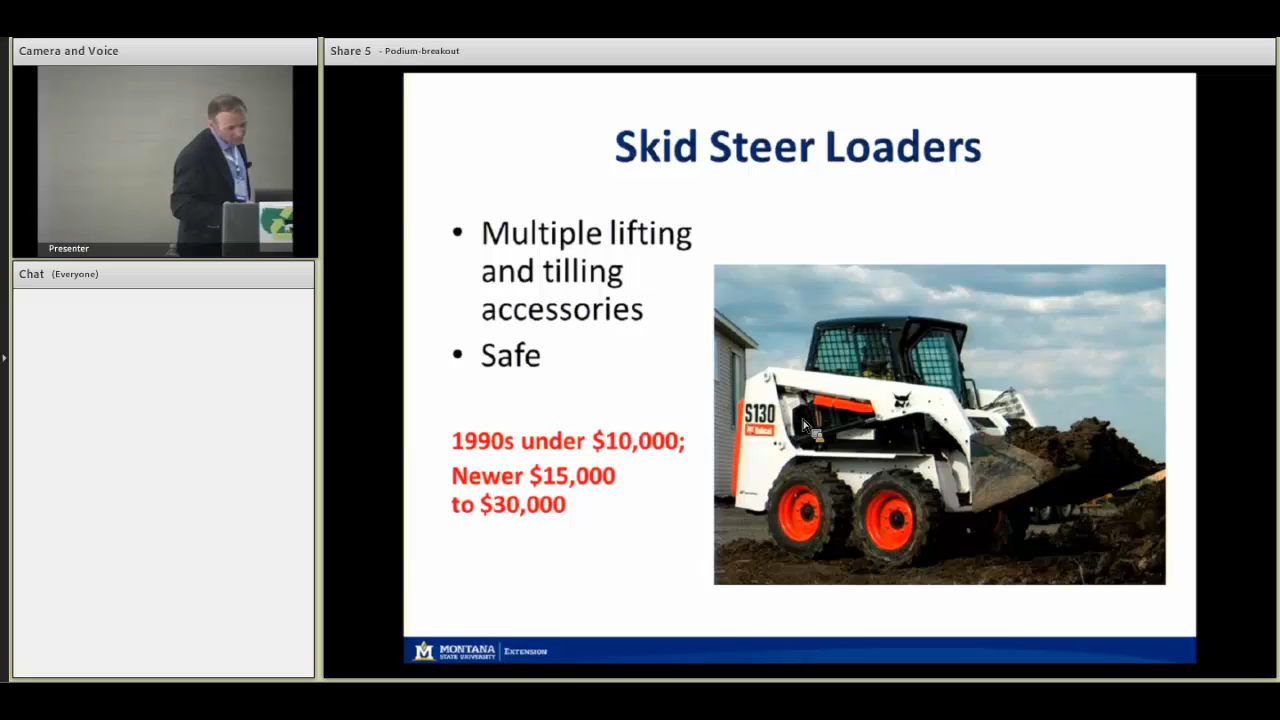 Camera and Voice
Share 5 - Podium-breakout
Presenter
Chat (Everyone)
Skid Steer Loaders
• Multiple lifting
and tilling
accessories
• Safe
1990s under $10,000;
Newer $15,000
to $30,000
S130
Bobcat
M MONTANA
STATE UNIVERSITY
EXTENSION